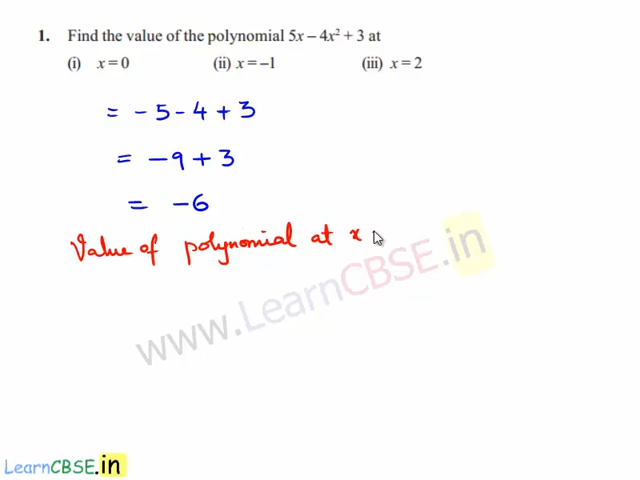 1. Find the value of the polynomial 5x – 4x² + 3 at
(i) x = 0 (ii) x = –1 (iii) x = 2
= - 5 - 4 + 3
= - 9 + 3
= - 6
Value of polynomial at x
www.LearnCBSE.in
LearnCBSE.in